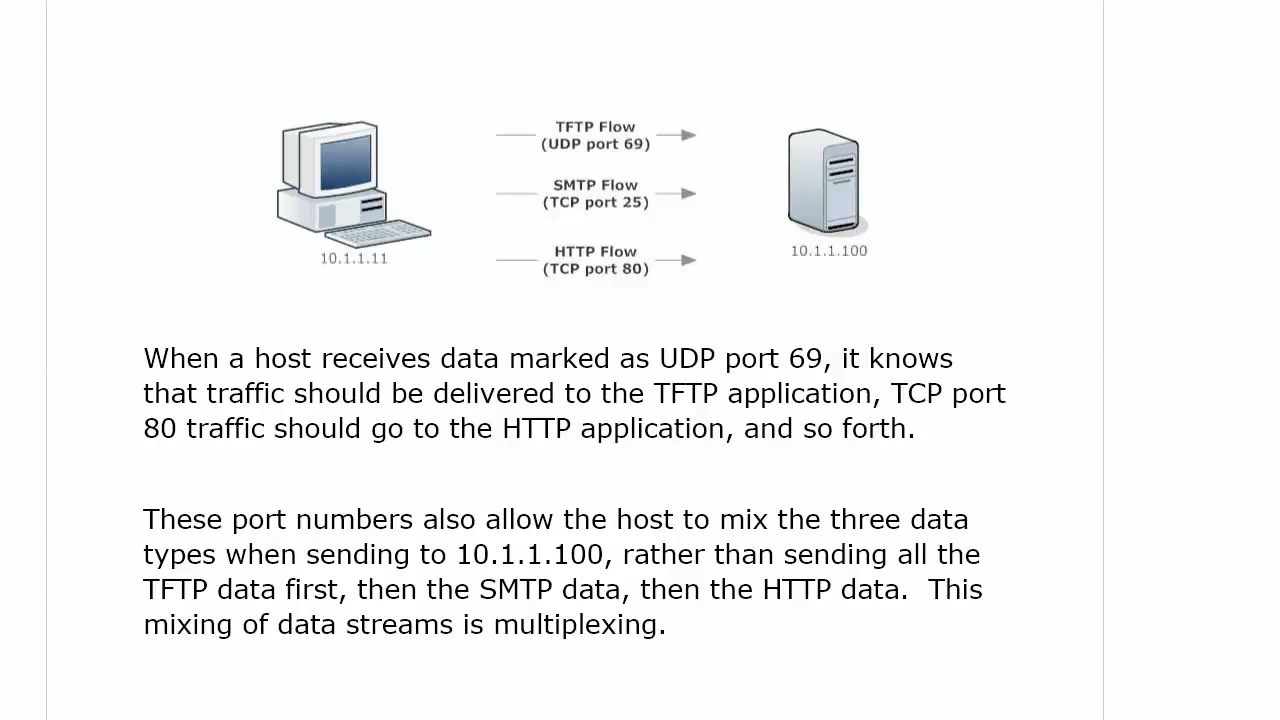 TFTP Flow
(UDP port 69)
SMTP Flow
(TCP port 25)
HTTP Flow
(TCP port 80)
10.1.1.11
10.1.1.100
When a host receives data marked as UDP port 69, it knows
that traffic should be delivered to the TFTP application, TCP port
80 traffic should go to the HTTP application, and so forth.
These port numbers also allow the host to mix the three data
types when sending to 10.1.1.100, rather than sending all the
TFTP data first, then the SMTP data, then the HTTP data.  This
mixing of data streams is multiplexing.